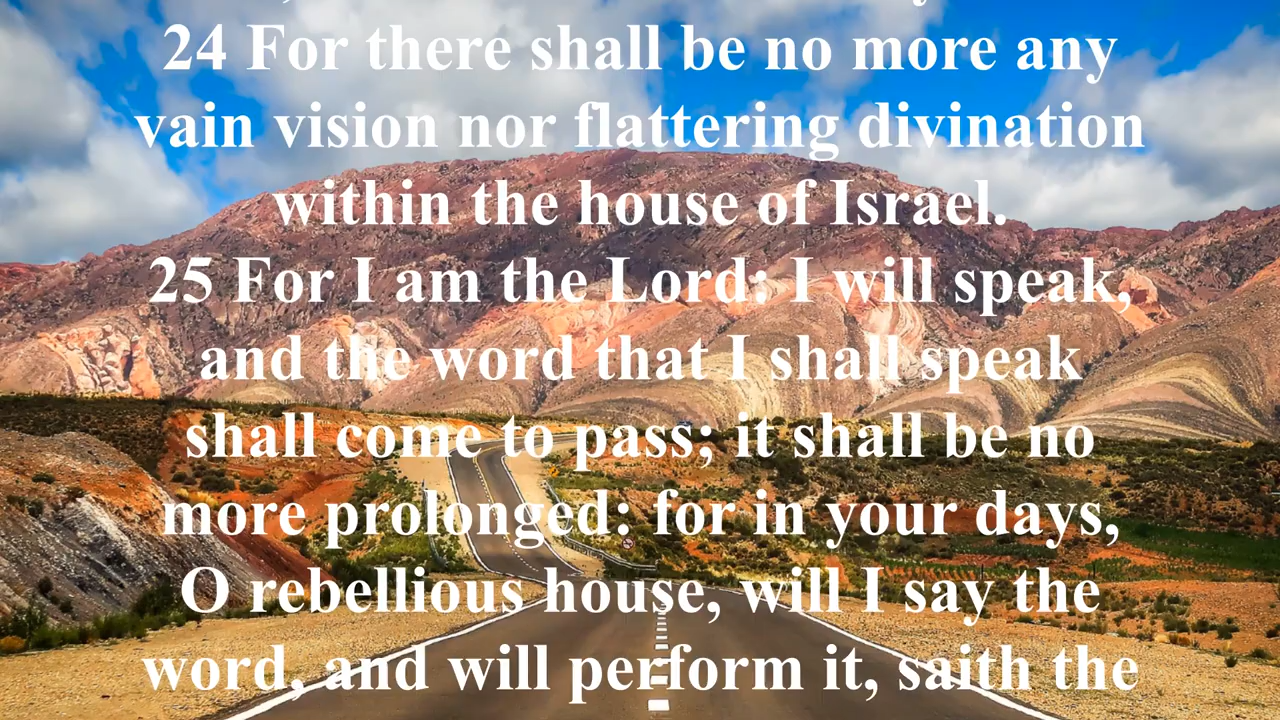 24 For there shall be no more any
vain vision nor flattering divination
within the house of Israel.
25 For I am the Lord: I will speak,
and the word that I shall speak
shall come to pass; it shall be no
more prolonged: for in your days,
O rebellious house, will I say the
word, and will perform it, saith the